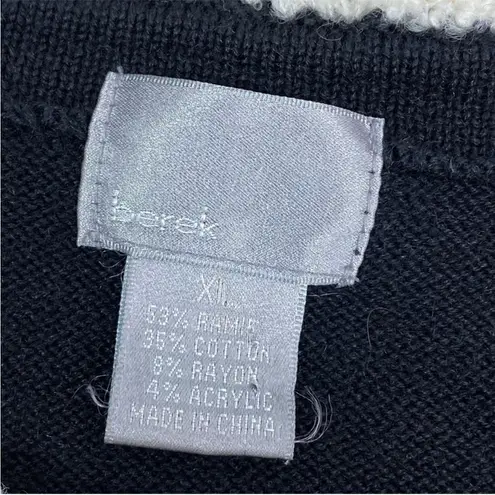 berek
XL
53% RAMIE
35% COTTON
8% RAYON
4% ACRYLIC
MADE IN CHINA